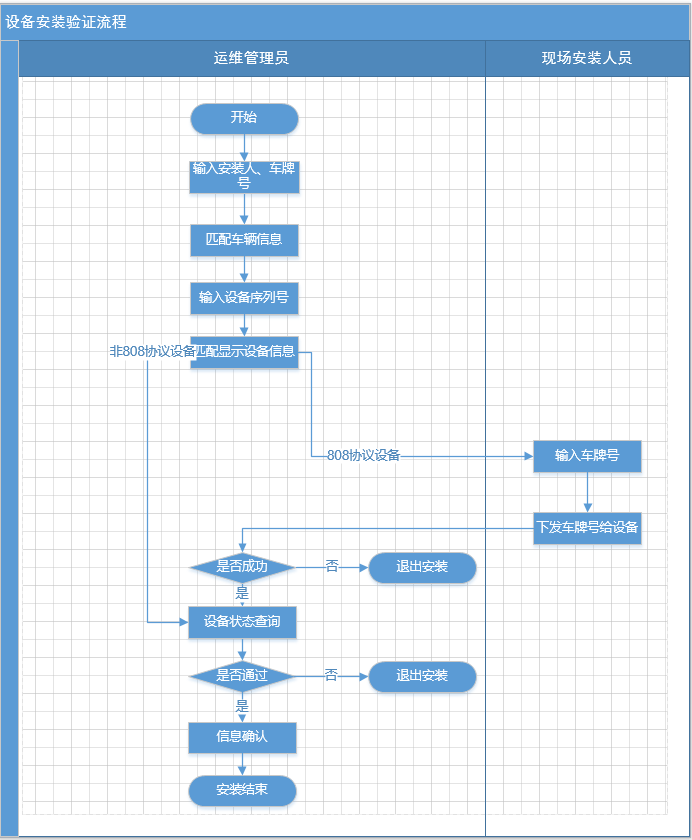 设备安装验证流程
运维管理员
现场安装人员
开始
输入安装人、车牌
号
匹配车辆信息
输入设备序列号
非808协议设备
匹配显示设备信息
808协议设备
输入车牌号
下发车牌号给设备
是否成功
否
退出安装
是
设备状态查询
是否通过
否
退出安装
是
信息确认
安装结束